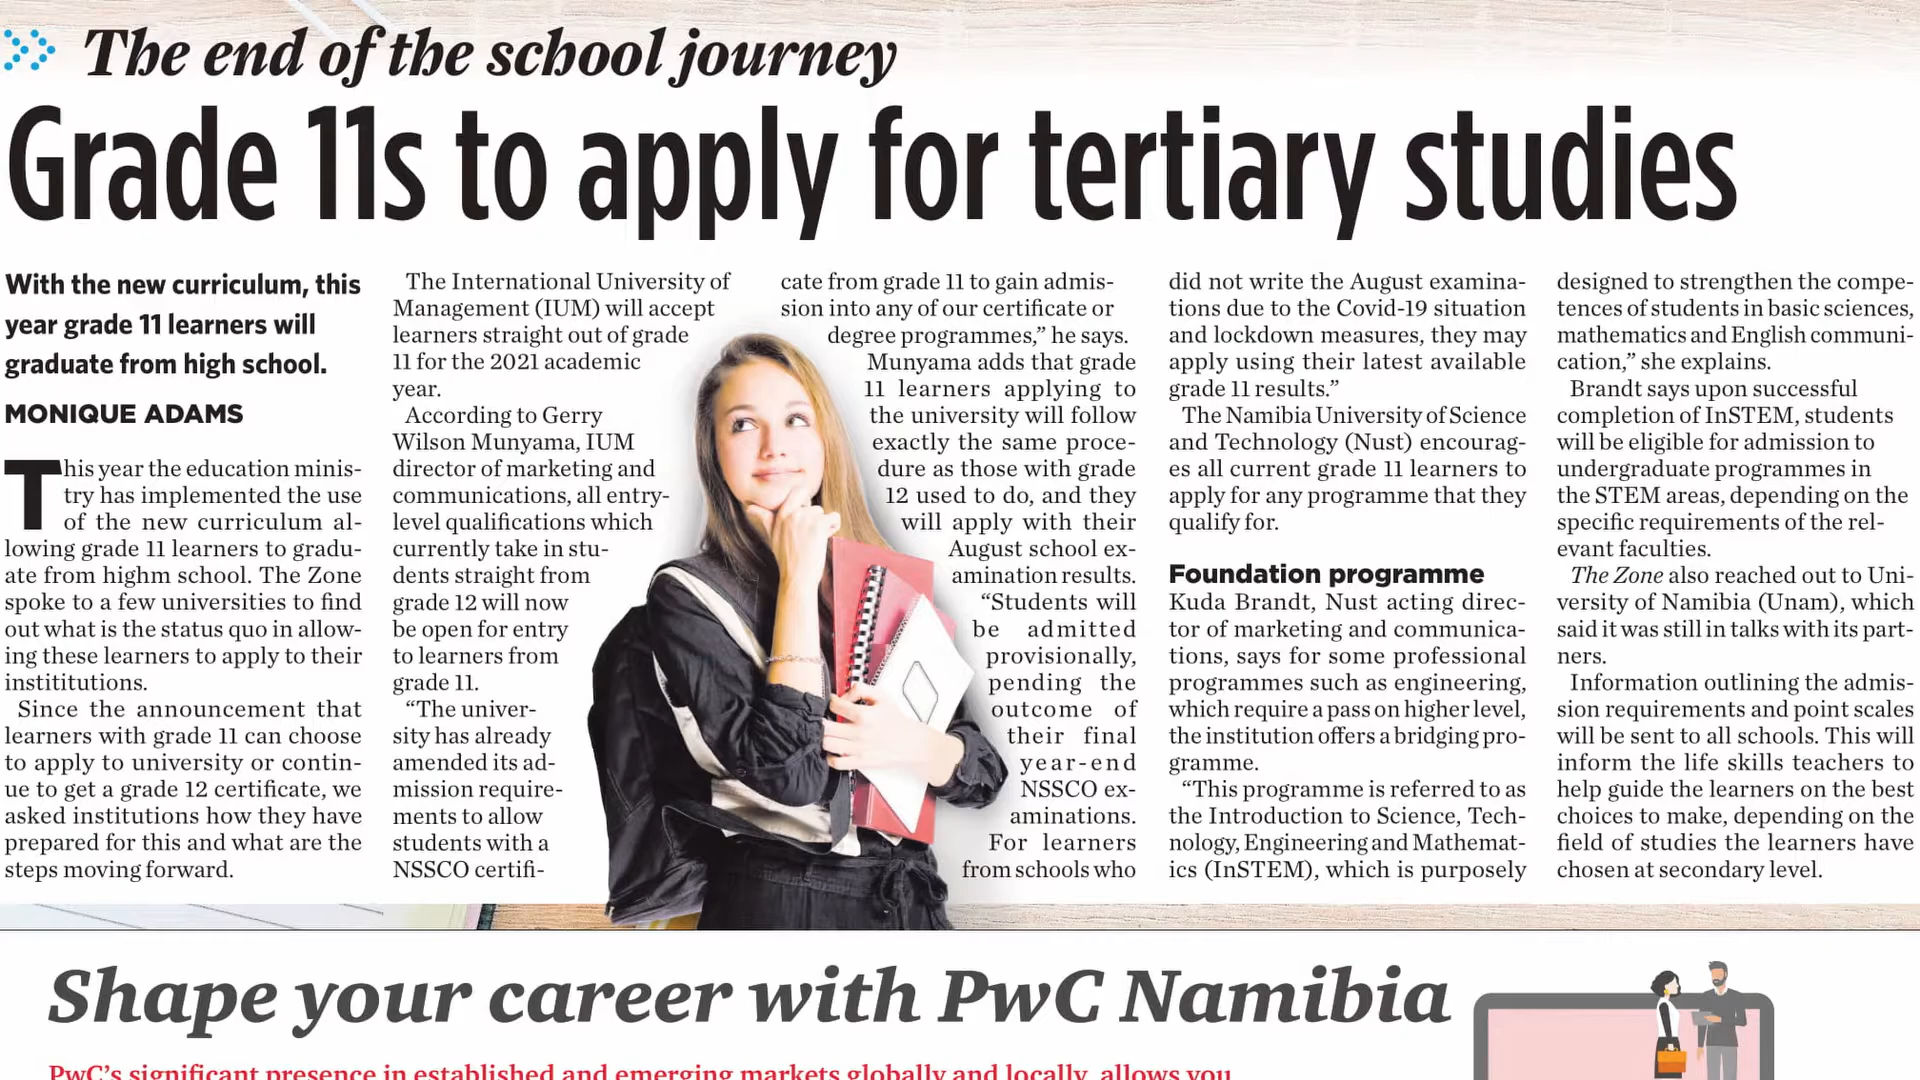 The end of the school journey
Grade 11s to apply for tertiary studies
With the new curriculum, this
year grade 11 learners will
graduate from high school.
MONIQUE ADAMS
This year the education minis-
try has implemented the use
of the new curriculum al-
lowing grade 11 learners to gradu-
ate from highm school. The Zone
spoke to a few universities to find
out what is the status quo in allow-
ing these learners to apply to their
instititutions.
Since the announcement that
learners with grade 11 can choose
to apply to university or contin-
ue to get a grade 12 certificate, we
asked institutions how they have
prepared for this and what are the
steps moving forward.
The International University of
Management (IUM) will accept
learners straight out of grade
11 for the 2021 academic
year.
According to Gerry
Wilson Munyama, IUM
director of marketing and
communications, all entry-
level qualifications which
currently take in stu-
dents straight from
grade 12 will now
be open for entry
to learners from
grade 11.
“The univer-
sity has already
amended its ad-
mission require-
ments to allow
students with a
NSSCO certifi-
cate from grade 11 to gain admis-
sion into any of our certificate or
degree programmes,” he says.
Munyama adds that grade
11 learners applying to
the university will follow
exactly the same proce-
dure as those with grade
12 used to do, and they
will apply with their
August school ex-
amination results.
“Students will
be admitted
provisionally,
pending the
outcome of
their final
year-end
NSSCO ex-
aminations.
For learners
from schools who
did not write the August examina-
tions due to the Covid-19 situation
and lockdown measures, they may
apply using their latest available
grade 11 results.”
The Namibia University of Science
and Technology (Nust) encourag-
es all current grade 11 learners to
apply for any programme that they
qualify for.
Foundation programme
Kuda Brandt, Nust acting direc-
tor of marketing and communica-
tions, says for some professional
programmes such as engineering,
which require a pass on higher level,
the institution offers a bridging pro-
gramme.
“This programme is referred to as
the Introduction to Science, Tech-
nology, Engineering and Mathemat-
ics (InSTEM), which is purposely
designed to strengthen the compe-
tences of students in basic sciences,
mathematics and English communi-
cation,” she explains.
Brandt says upon successful
completion of InSTEM, students
will be eligible for admission to
undergraduate programmes in
the STEM areas, depending on the
specific requirements of the rel-
evant faculties.
The Zone also reached out to Uni-
versity of Namibia (Unam), which
said it was still in talks with its part-
ners.
Information outlining the admis-
sion requirements and point scales
will be sent to all schools. This will
inform the life skills teachers to
help guide the learners on the best
choices to make, depending on the
field of studies the learners have
chosen at secondary level.
Shape your career with PwC Namibia
PwC’s significant presence in established and emerging markets globally and locally, allows you